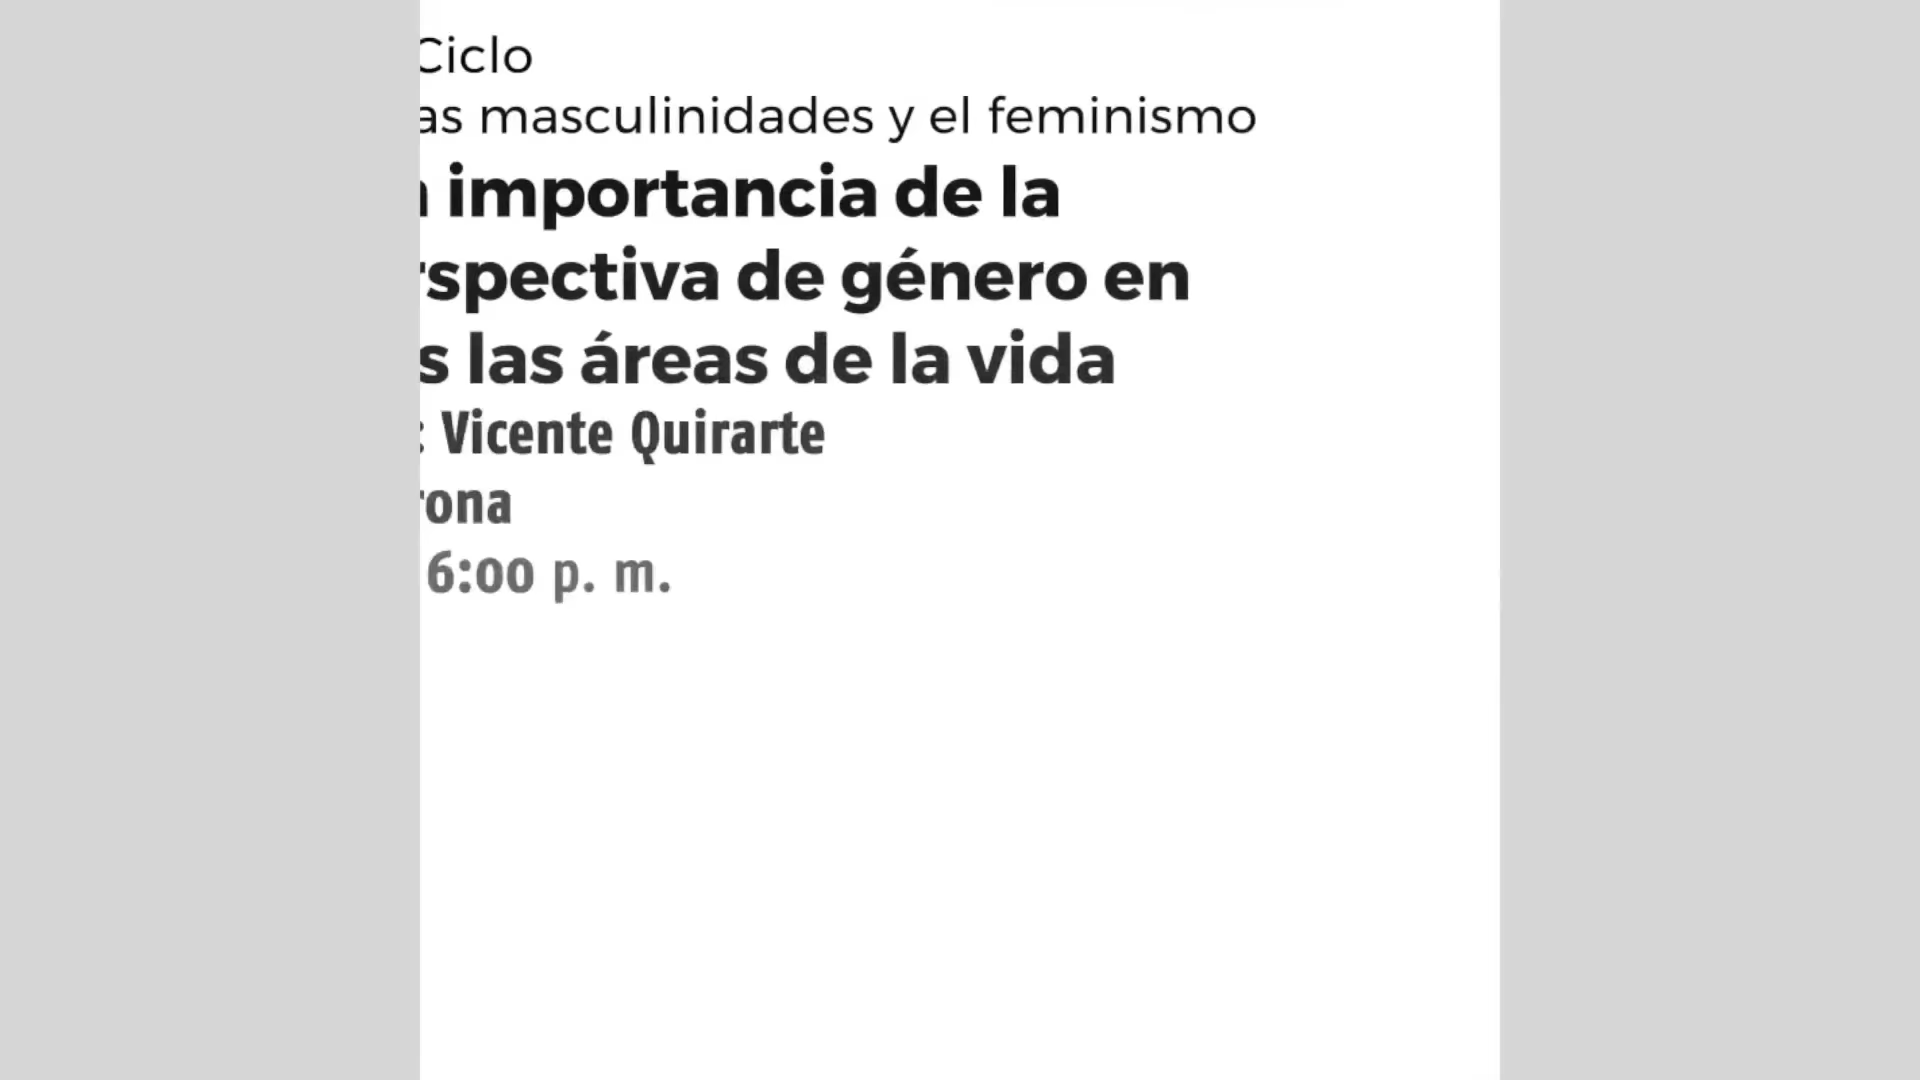 Ciclo
as masculinidades y el feminismo
importancia de la
rspectiva de género en
s las áreas de la vida
: Vicente Quirarte
rona
6:00 p. m.